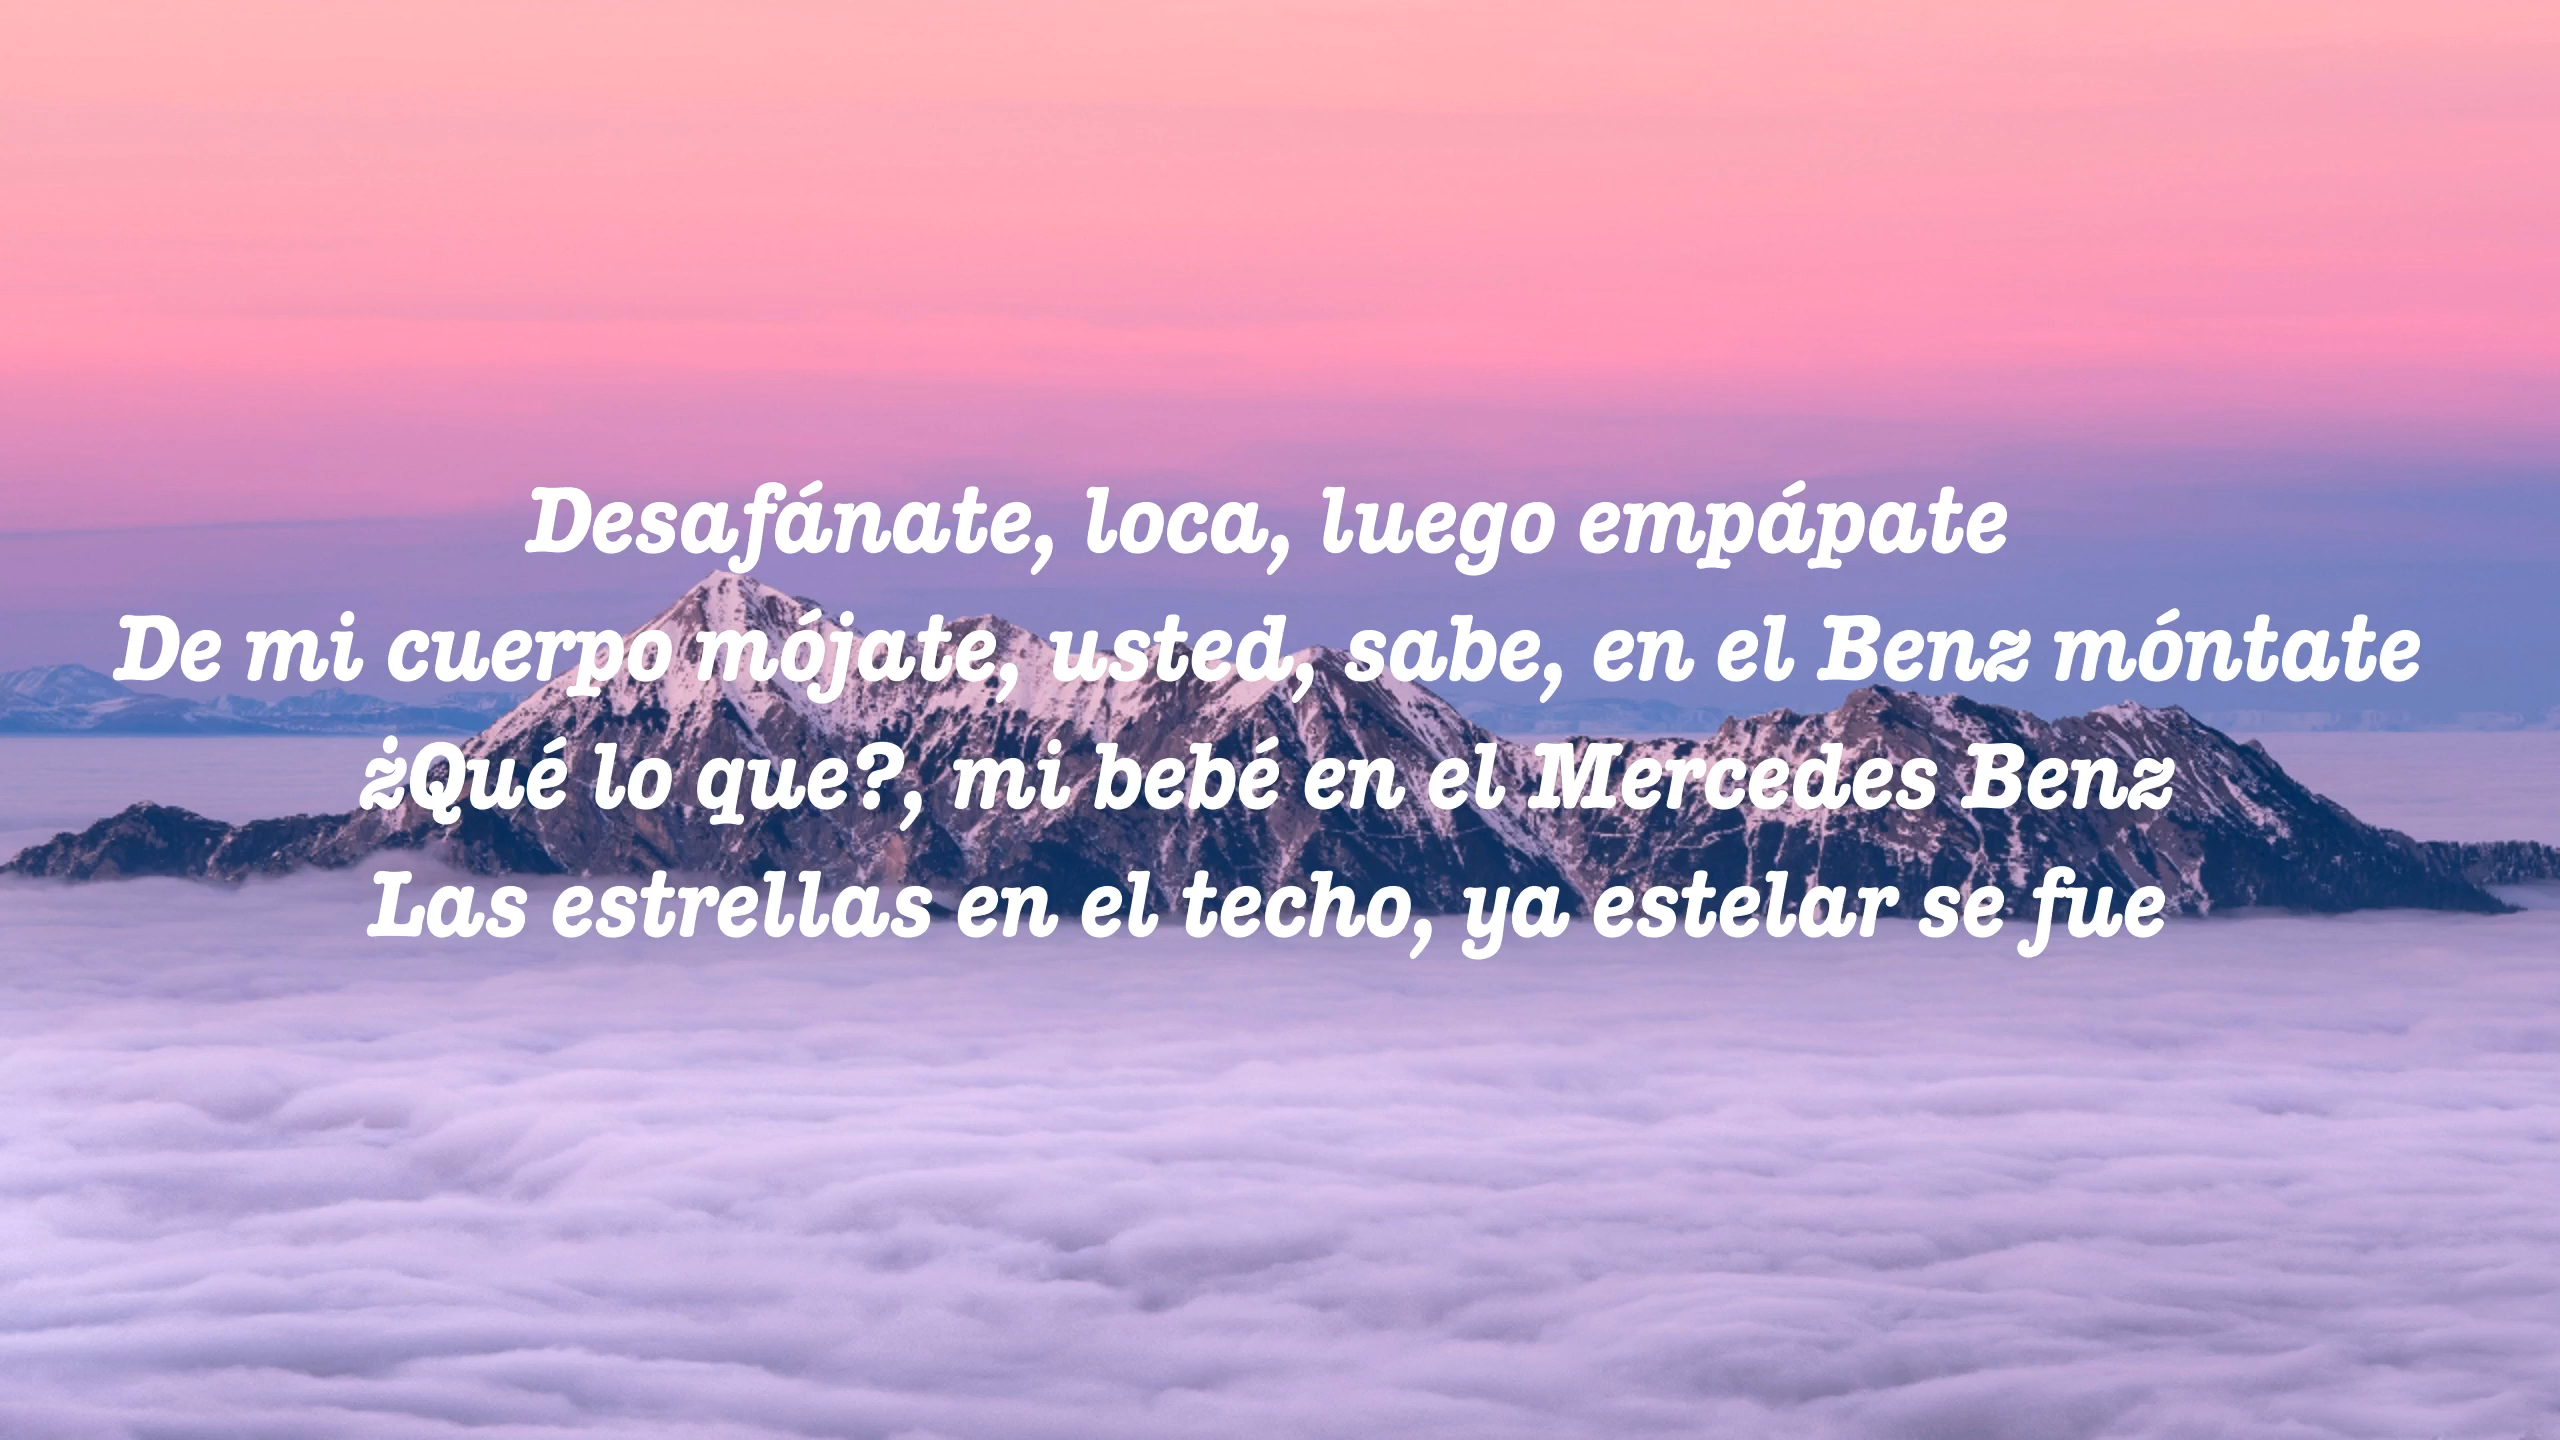 Desafánate, loca, luego empápate
De mi cuerpo mójate, usted, sabe, en el Benz móntate
¿Qué lo que?, mi bebé en el Mercedes Benz
Las estrellas en el techo, ya estelar se fue